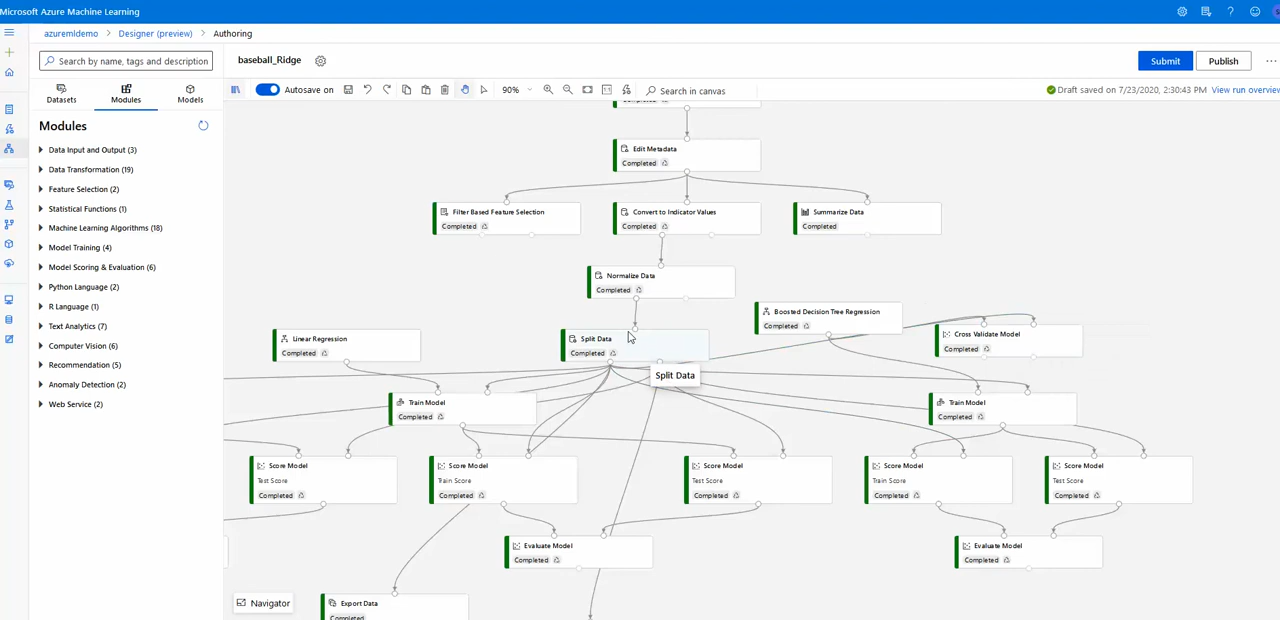 Microsoft Azure Machine Learning
azuremldemo > Designer (preview) > Authoring
Search by name, tags and description
baseball_Ridge
Submit
Publish
...
Datasets
Modules
Models
Autosave on
90%
Search in canvas
Draft saved on 7/23/2020, 2:30:43 PM
View run overview
Modules
Data Input and Output (3)
Data Transformation (19)
Feature Selection (2)
Statistical Functions (1)
Machine Learning Algorithms (18)
Model Training (4)
Model Scoring & Evaluation (6)
Python Language (2)
R Language (1)
Text Analytics (7)
Computer Vision (6)
Recommendation (5)
Anomaly Detection (2)
Web Service (2)
Edit Metadata
Completed
Filter Based Feature Selection
Completed
Convert to Indicator Values
Completed
Summarize Data
Completed
Normalize Data
Completed
Boosted Decision Tree Regression
Completed
Linear Regression
Completed
Split Data
Completed
Cross Validate Model
Completed
Split Data
Train Model
Completed
Train Model
Completed
Score Model
Test Score
Completed
Score Model
Train Score
Completed
Score Model
Test Score
Completed
Score Model
Train Score
Completed
Score Model
Test Score
Completed
Evaluate Model
Completed
Evaluate Model
Completed
Navigator
Export Data
Completed